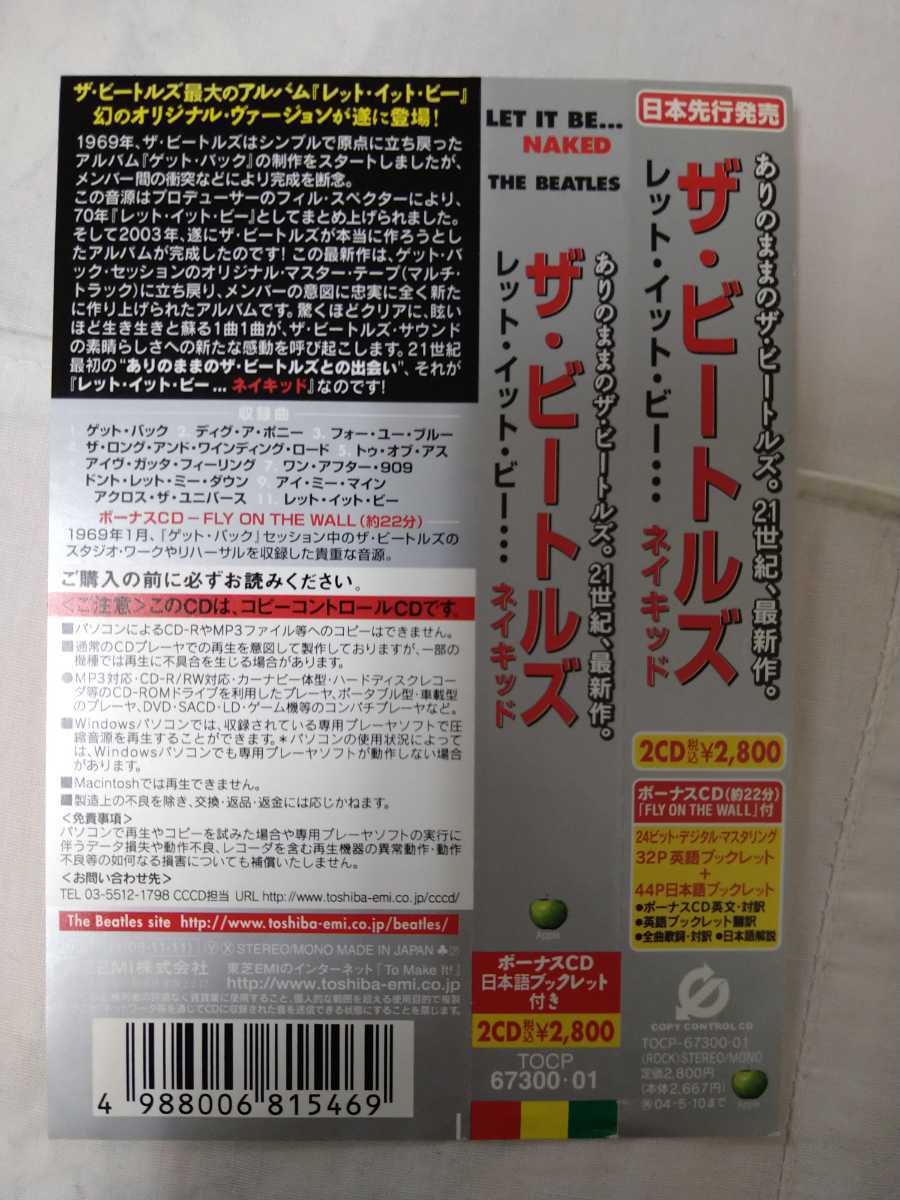 ザ・ビートルズ最大のアルバム『レット・イット・ビー』
幻のオリジナル・ヴァージョンが遂に登場!
1969年、ザ・ビートルズはシンプルで原点に立ち戻った
アルバム『ゲット・バック』の制作をスタートしましたが、
メンバー間の衝突などにより完成を断念。
この音源はプロデューサーのフィル・スペクターにより、
70年『レット・イット・ビー』としてまとめ上げられました。
そして2003年、遂にザ・ビートルズが本当に作ろうとし
たアルバムが完成したのです! この最新作は、ゲット・バ
ック・セッションのオリジナル・マスター・テープ(マルチ・
トラック)に立ち戻り、メンバーの意図に忠実に全く新た
に作り上げられたアルバムです。驚くほどクリアに、眩い
ほど生き生きと蘇る1曲1曲が、ザ・ビートルズ・サウンド
の素晴らしさへの新たな感動を呼び起こします。21世紀
最初の“ありのままのザ・ビートルズとの出会い”、それが
『レット・イット・ビー... ネイキッド』なのです!
収録曲
1. ゲット・バック 2. ディグ・ア・ポニー 3. フォー・ユー・ブルー
ザ・ロング・アンド・ワインディング・ロード 5. トゥ・オブ・アス
アイヴ・ガッタ・フィーリング 7. ワン・アフター・909
ドント・レット・ミー・ダウン 9. アイ・ミー・マイン
アクロス・ザ・ユニバース 11. レット・イット・ビー
ボーナスCD－FLY ON THE WALL(約22分)
1969年1月、『ゲット・バック』セッション中のザ・ビートルズの
スタジオ・ワークやリハーサルを収録した貴重な音源。
ご購入の前に必ずお読みください。
<ご注意>このCDは、コピーコントロールCDです。
■パソコンによるCD-RやMP3ファイル等へのコピーはできません。
■通常のCDプレーヤでの再生を意図して製作しておりますが、一部の
機種では再生に不具合を生じる場合があります。
●MP3対応・CD-R/RW対応・カーナビ一体型・ハードディスクレコー
ダ等のCD-ROMドライブを利用したプレーヤ、ポータブル型・車載型
のプレーヤ、DVD・SACD・LD・ゲーム機等のコンパチプレーヤなど。
■Windowsパソコンでは、収録されている専用プレーヤソフトで圧
縮音源を再生することができます。＊パソコンの使用状況によって
は、Windowsパソコンでも専用プレーヤソフトが動作しない場合
があります。
■Macintoshでは再生できません。
■製造上の不良を除き、交換・返品・返金には応じかねます。
<免責事項>
パソコンで再生やコピーを試みた場合や専用プレーヤソフトの実行に
伴うデータ損失や動作不良、レコーダを含む再生機器の異常動作・動作
不良等の如何なる損害についても補償いたしません。
<お問い合わせ先>
TEL 03-5512-1798 CCCD担当 URL http://www.toshiba-emi.co.jp/cccd/
The Beatles site http://www.toshiba-emi.co.jp/beatles/
STEREO/MONO MADE IN JAPAN
EMI株式会社 東芝EMIのインターネット『To Make It!』
http://www.toshiba-emi.co.jp
4 988006 815469
LET IT BE...
NAKED
THE BEATLES
ありのままのザ・ビートルズ。21世紀、最新作。
ザ・ビートルズ
レット・イット・ビー... ネイキッド
Apple
ボーナスCD
日本語ブックレット
付き
2CD税込¥2,800
TOCP
67300・01
日本先行発売
ありのままのザ・ビートルズ。21世紀、最新作。
ザ・ビートルズ
レット・イット・ビー... ネイキッド
2CD税込¥2,800
ボーナスCD(約22分)
「FLY ON THE WALL」付
24ビット・デジタル・マスタリング
32P英語ブックレット
+
44P日本語ブックレット
●ボーナスCD英文・対訳
●英語ブックレット翻訳
●全曲歌詞・対訳 ●日本語解説
COPY CONTROL CD
TOCP-67300・01
(ROCK) STEREO/MONO
定価2,800円
(本体2,667円)
04・5・10まで
Apple